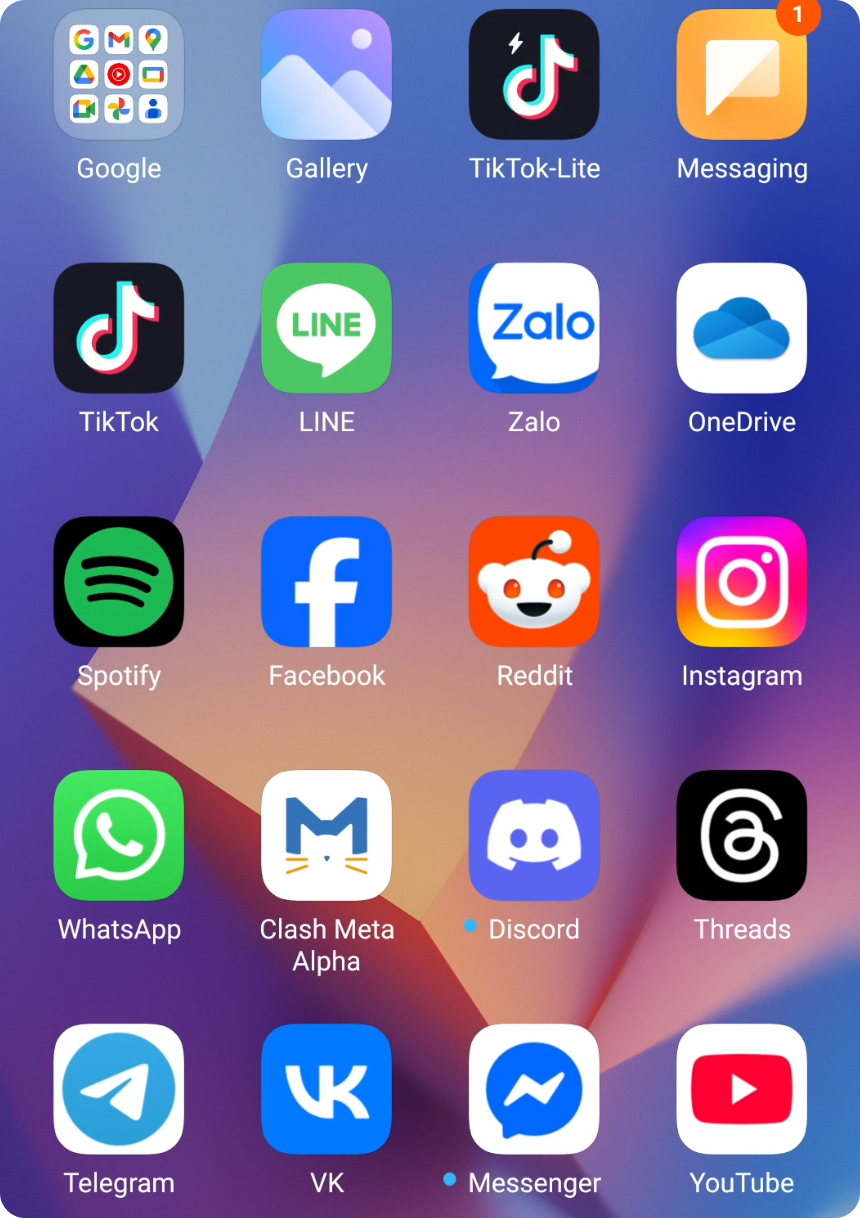 1
Google
Gallery
TikTok-Lite
Messaging
LINE
Zalo
TikTok
LINE
Zalo
OneDrive
Spotify
Facebook
Reddit
Instagram
WhatsApp
Clash Meta
Alpha
Discord
Threads
Telegram
VK
Messenger
YouTube